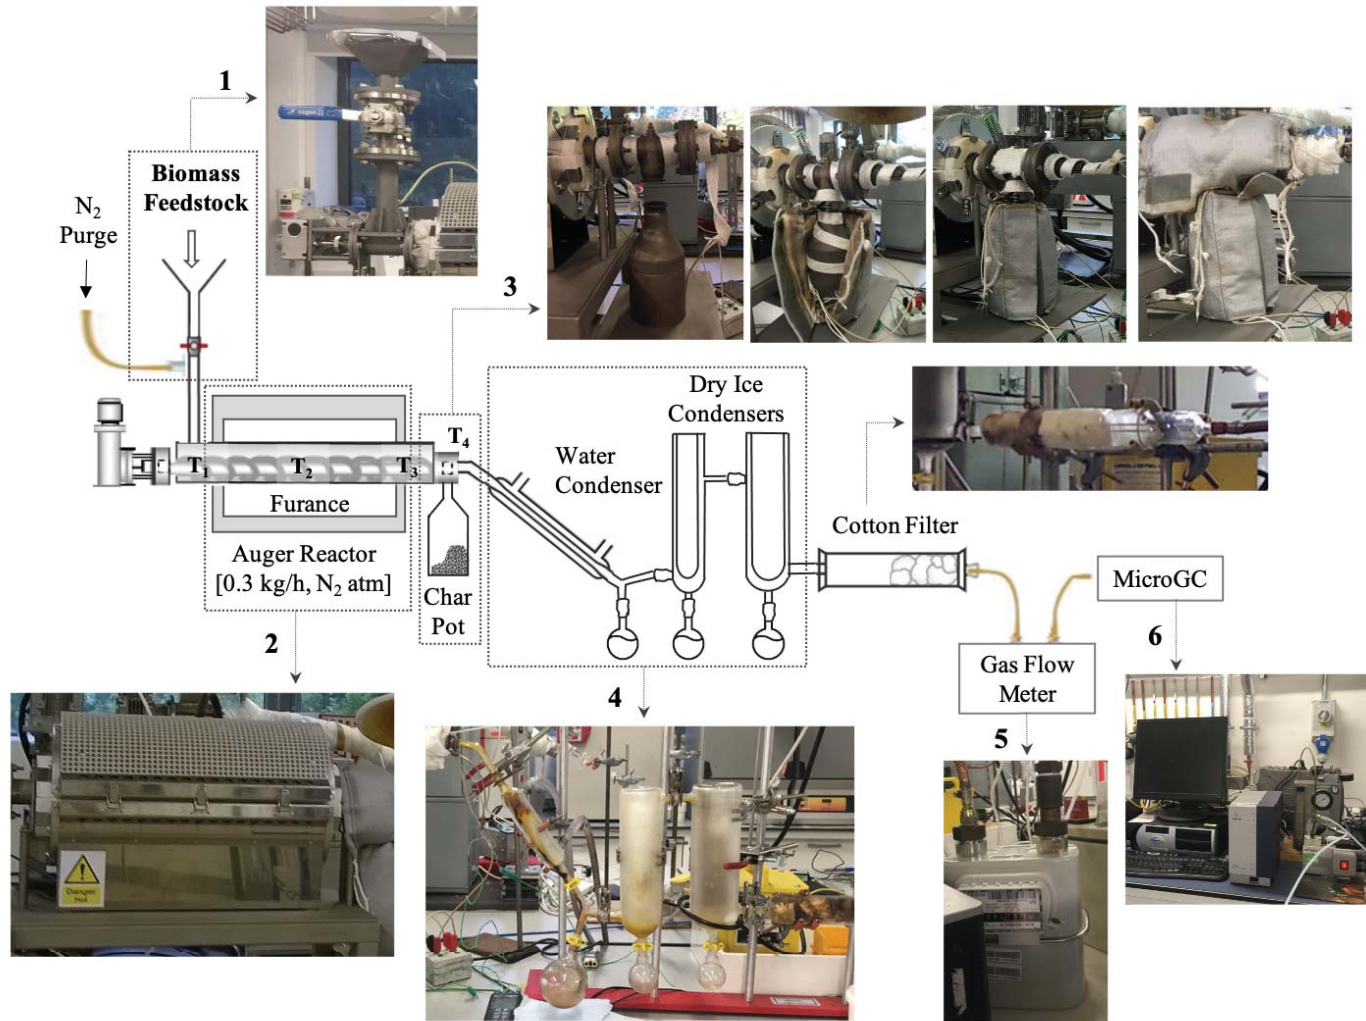 1
Biomass
Feedstock
N₂
Purge
3
T₄
Dry Ice
Condensers
Water
Condenser
T₁
T₂
T₃
Furance
Cotton Filter
Auger Reactor
[0.3 kg/h, N₂ atm]
Char
Pot
MicroGC
2
4
6
Gas Flow
Meter
5
Danger
Hot